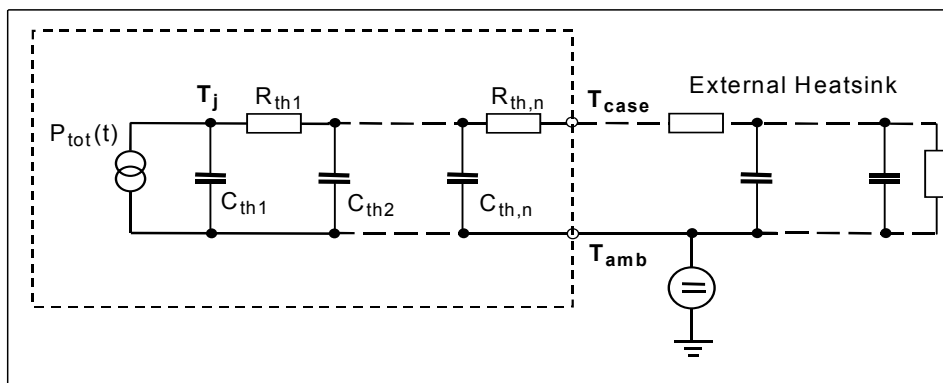 External Heatsink
T_j
R_th1
R_th,n
T_case
P_tot(t)
C_th1
C_th2
C_th,n
T_amb